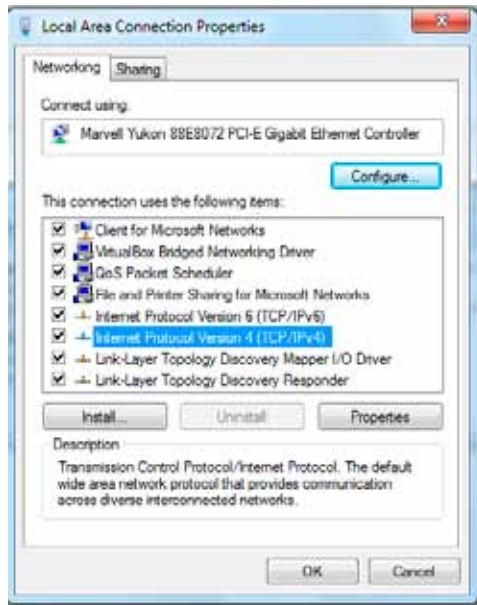 Local Area Connection Properties
Networking Sharing
Connect using:
Marvell Yukon 88E8072 PCI-E Gigabit Ethernet Controller
Configure...
This connection uses the following items:
Client for Microsoft Networks
VirtualBox Bridged Networking Driver
QoS Packet Scheduler
File and Printer Sharing for Microsoft Networks
Internet Protocol Version 6 (TCP/IPv6)
Internet Protocol Version 4 (TCP/IPv4)
Link-Layer Topology Discovery Mapper I/O Driver
Link-Layer Topology Discovery Responder
Install... Uninstall Properties
Description
Transmission Control Protocol/Internet Protocol. The default
wide area network protocol that provides communication
across diverse interconnected networks.
OK Cancel